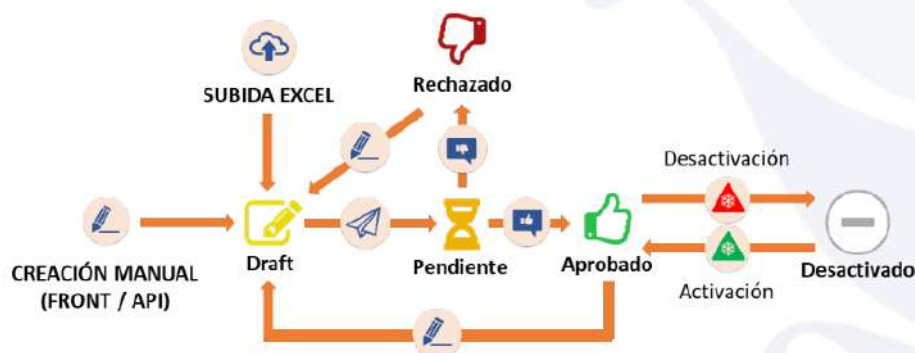 SUBIDA EXCEL
Rechazado
Desactivación
CREACIÓN MANUAL
(FRONT / API)
Draft
Pendiente
Aprobado
Desactivado
Activación